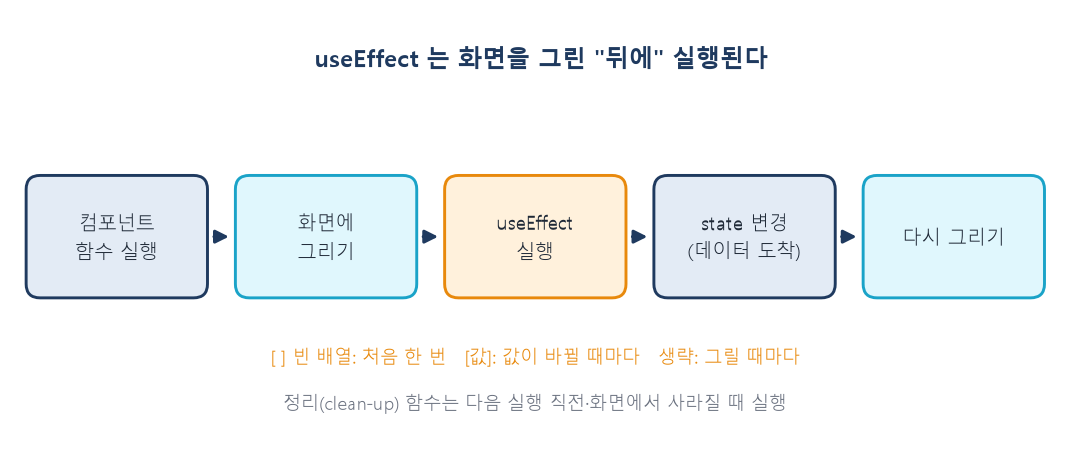 useEffect 는 화면을 그린 "뒤에" 실행된다
컴포넌트
함수 실행
화면에
그리기
useEffect
실행
state 변경
(데이터 도착)
다시 그리기
[ ] 빈 배열: 처음 한 번   [값]: 값이 바뀔 때마다   생략: 그릴 때마다
정리(clean-up) 함수는 다음 실행 직전·화면에서 사라질 때 실행